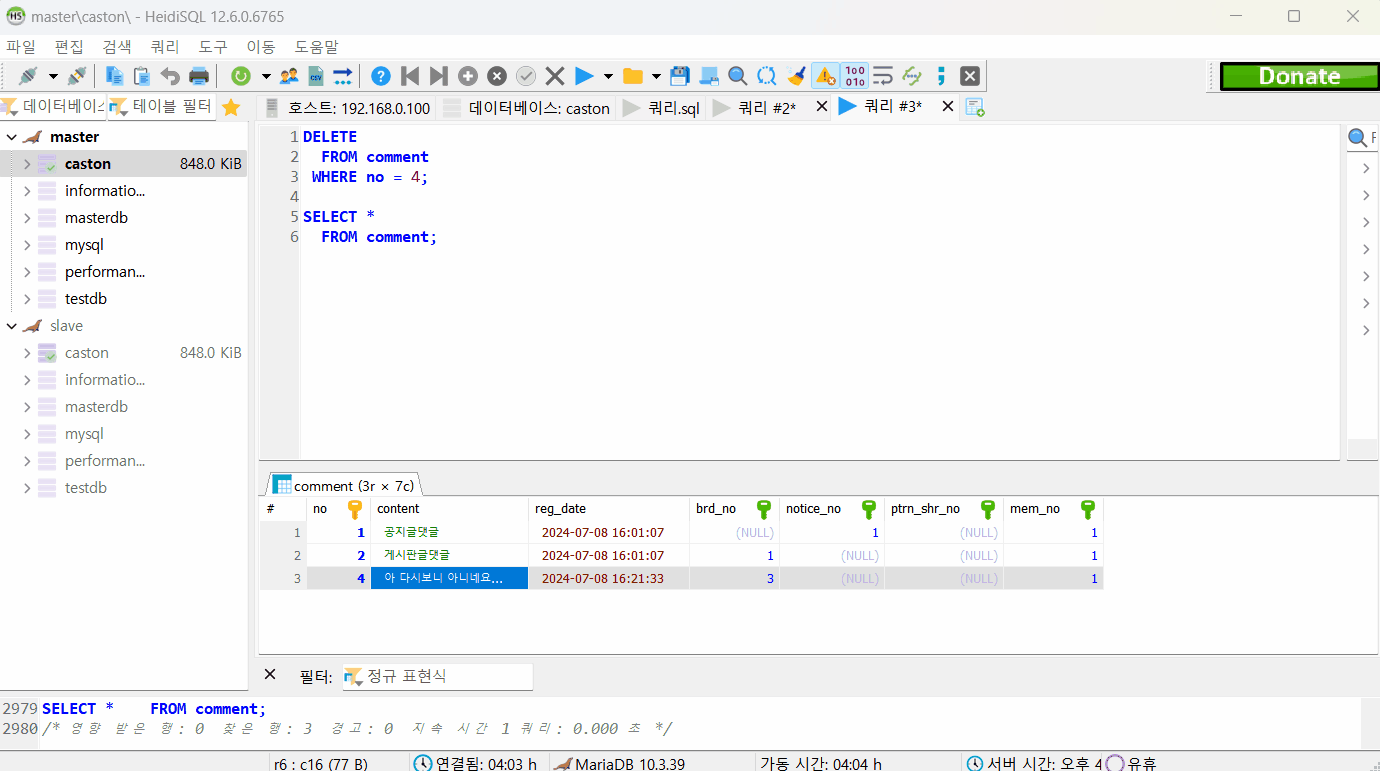 master\caston\ - HeidiSQL 12.6.0.6765
파일 편집 검색 쿼리 도구 이동 도움말
Donate
데이터베이스 테이블 필터
호스트: 192.168.0.100 데이터베이스: caston 쿼리.sql 쿼리 #2* 쿼리 #3*
master
caston 848.0 KiB
informatio...
masterdb
mysql
performan...
testdb
slave
caston 848.0 KiB
informatio...
masterdb
mysql
performan...
testdb
1 DELETE
2 FROM comment
3 WHERE no = 4;
4
5 SELECT *
6 FROM comment;
comment (3r × 7c)
# no content reg_date brd_no notice_no ptrn_shr_no mem_no
1 1 공지글댓글 2024-07-08 16:01:07 (NULL) 1 (NULL) 1
2 2 게시판글댓글 2024-07-08 16:01:07 1 (NULL) (NULL) 1
3 4 아 다시보니 아니네요... 2024-07-08 16:21:33 3 (NULL) (NULL) 1
필터: 정규 표현식
2979 SELECT * FROM comment;
2980 /* 영향 받은 행: 0 찾은 행: 3 경고: 0 지속 시간 1 쿼리: 0.000 초 */
r6 : c16 (77 B) 연결됨: 04:03 h MariaDB 10.3.39 가동 시간: 04:04 h 서버 시간: 오후 4 유휴